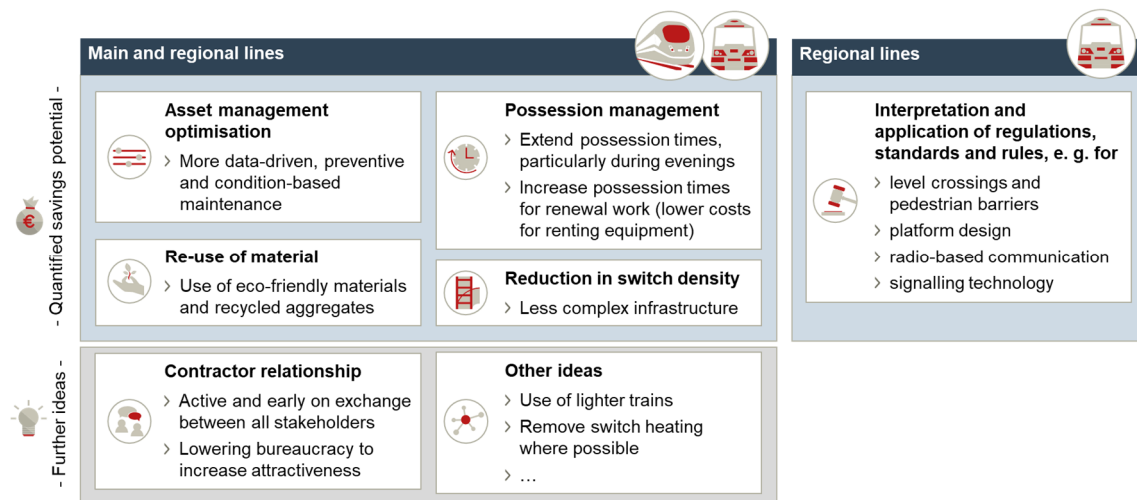 Main and regional lines
- Quantified savings potential -
Asset management
optimisation
> More data-driven, preventive
and condition-based
maintenance
Possession management
> Extend possession times,
particularly during evenings
> Increase possession times
for renewal work (lower costs
for renting equipment)
€
Re-use of material
> Use of eco-friendly materials
and recycled aggregates
Reduction in switch density
> Less complex infrastructure
Regional lines
Interpretation and
application of regulations,
standards and rules, e. g. for
> level crossings and
pedestrian barriers
> platform design
> radio-based communication
> signalling technology
- Further ideas -
Contractor relationship
> Active and early on exchange
between all stakeholders
> Lowering bureaucracy to
increase attractiveness
Other ideas
> Use of lighter trains
> Remove switch heating
where possible
> …